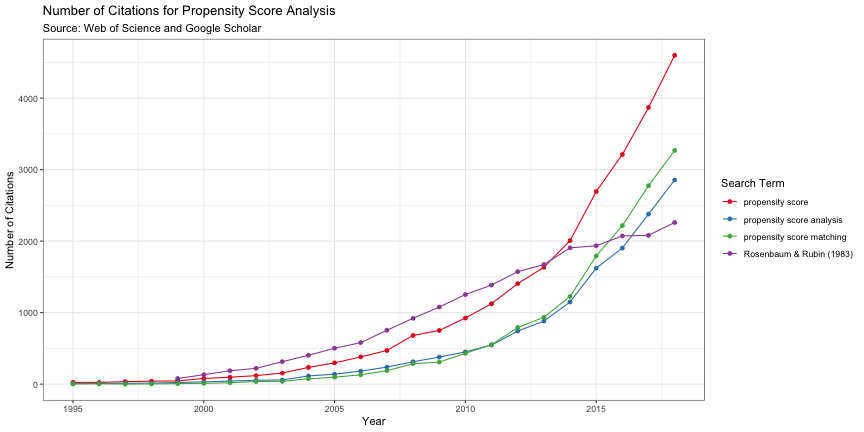 Number of Citations for Propensity Score Analysis
Source: Web of Science and Google Scholar
Number of Citations
4000
3000
2000
1000
0
1995
2000
2005
2010
2015
Year
Search Term
propensity score
propensity score analysis
propensity score matching
Rosenbaum & Rubin (1983)